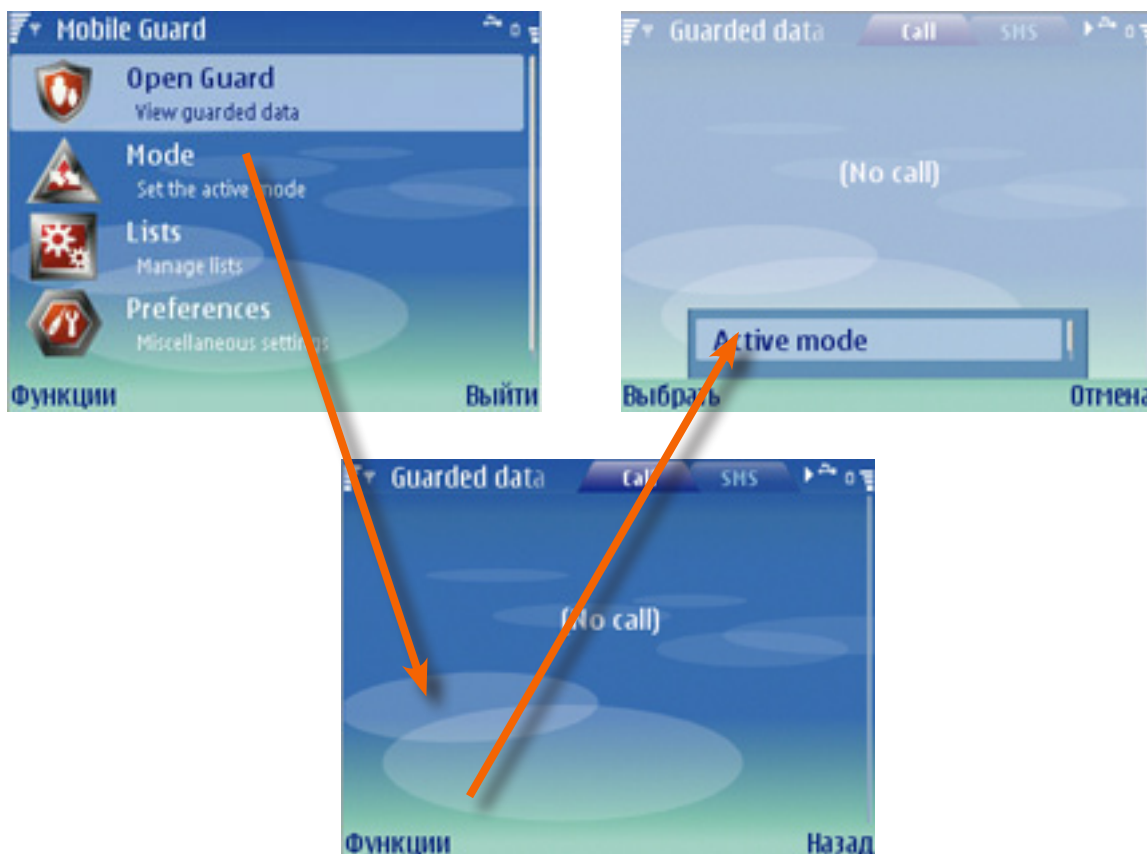 Mobile Guard
Open Guard
View guarded data
Mode
Set the active mode
Lists
Manage lists
Preferences
Miscellaneous settings
Функции Выйти
Guarded data Call SMS
(No call)
Active mode
Выбрать Отмена
Guarded data Call SMS
(No call)
Функции Назад